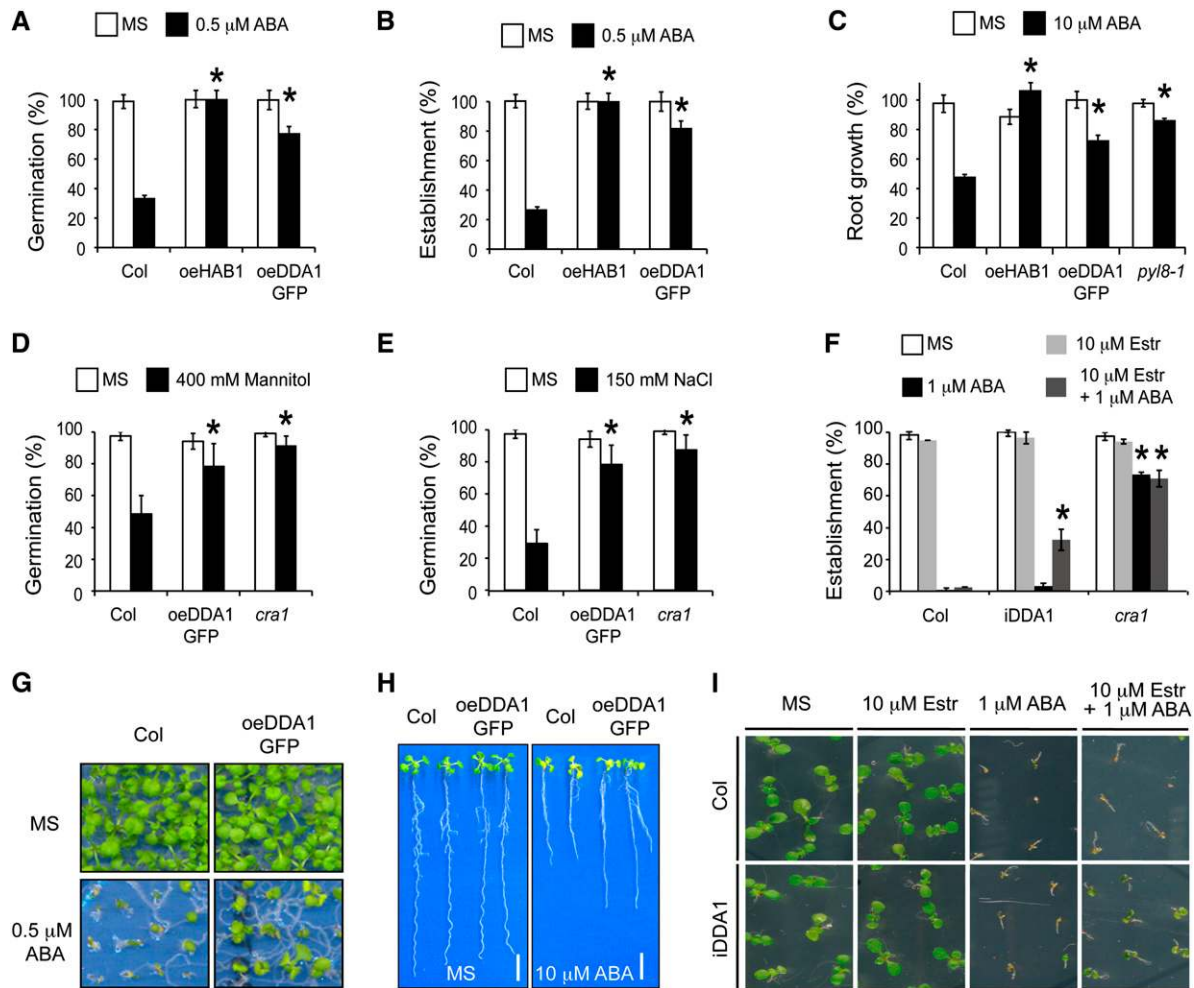 A
MS 0.5 μM ABA
Germination (%)
100
80
60
40
20
0
* *
Col oeHAB1 oeDDA1
GFP
B
MS 0.5 μM ABA
Establishment (%)
100
80
60
40
20
0
* *
Col oeHAB1 oeDDA1
GFP
C
MS 10 μM ABA
Root growth (%)
100
80
60
40
20
0
* * *
Col oeHAB1 oeDDA1 pyl8-1
GFP
D
MS 400 mM Mannitol
Germination (%)
100
80
60
40
20
0
* *
Col oeDDA1 cra1
GFP
E
MS 150 mM NaCl
Germination (%)
100
80
60
40
20
0
* *
Col oeDDA1 cra1
GFP
F
MS 10 μM Estr
1 μM ABA 10 μM Estr
+ 1 μM ABA
Establishment (%)
100
80
60
40
20
0
* * *
Col iDDA1 cra1
G
Col oeDDA1
GFP
MS
0.5 μM
ABA
H
Col oeDDA1
GFP
Col oeDDA1
GFP
MS 10 μM ABA
I
MS 10 μM Estr 1 μM ABA 10 μM Estr
+ 1 μM ABA
Col
iDDA1